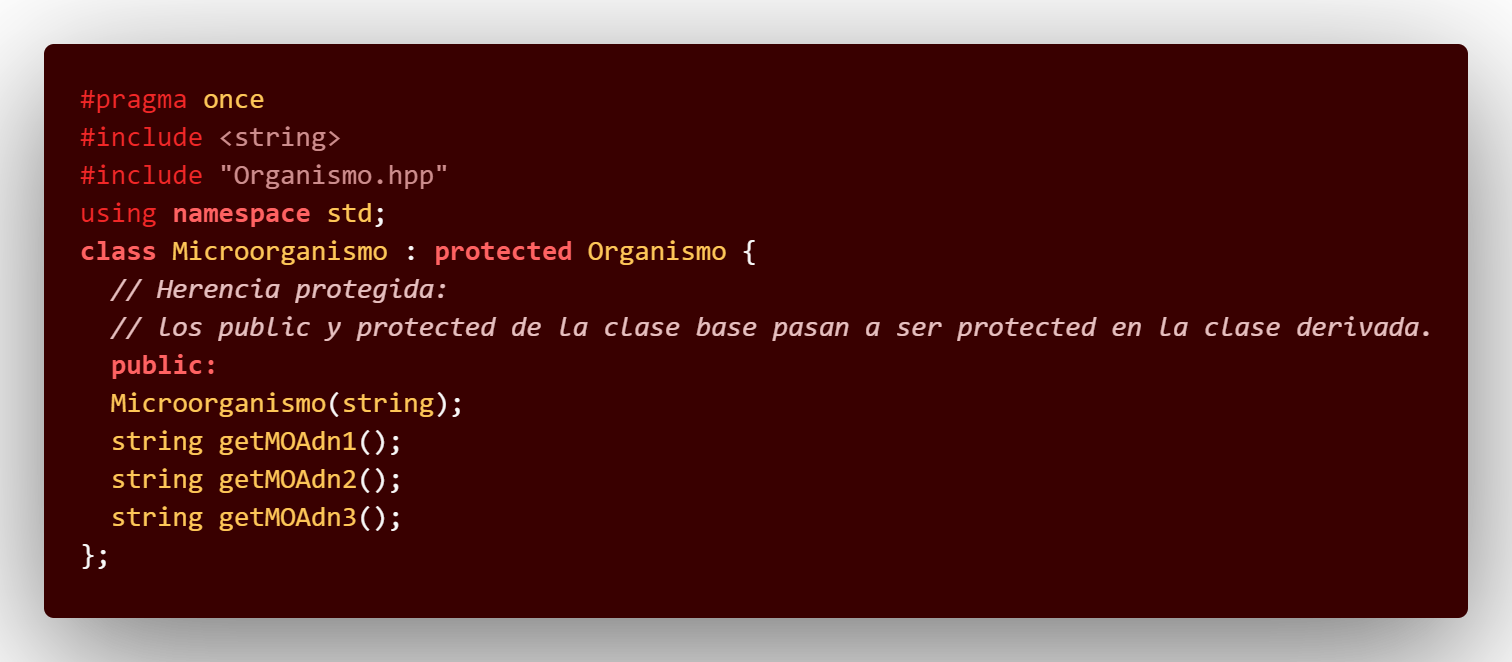 #pragma once
#include <string>
#include "Organismo.hpp"
using namespace std;
class Microorganismo : protected Organismo {
  // Herencia protegida:
  // los public y protected de la clase base pasan a ser protected en la clase derivada.
  public:
  Microorganismo(string);
  string getMOAdn1();
  string getMOAdn2();
  string getMOAdn3();
};